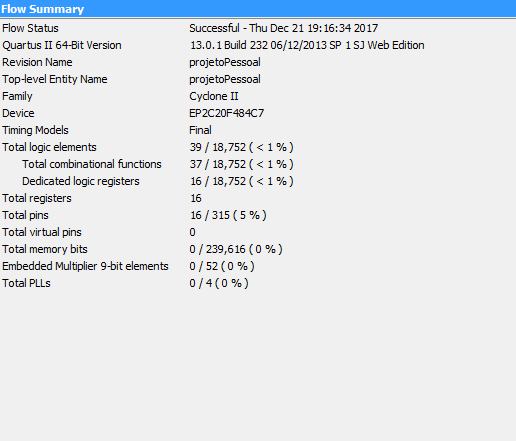 Flow Summary
Flow Status Successful - Thu Dec 21 19:16:34 2017
Quartus II 64-Bit Version 13.0.1 Build 232 06/12/2013 SP 1 SJ Web Edition
Revision Name projetoPessoal
Top-level Entity Name projetoPessoal
Family Cyclone II
Device EP2C20F484C7
Timing Models Final
Total logic elements 39 / 18,752 ( < 1 % )
Total combinational functions 37 / 18,752 ( < 1 % )
Dedicated logic registers 16 / 18,752 ( < 1 % )
Total registers 16
Total pins 16 / 315 ( 5 % )
Total virtual pins 0
Total memory bits 0 / 239,616 ( 0 % )
Embedded Multiplier 9-bit elements 0 / 52 ( 0 % )
Total PLLs 0 / 4 ( 0 % )